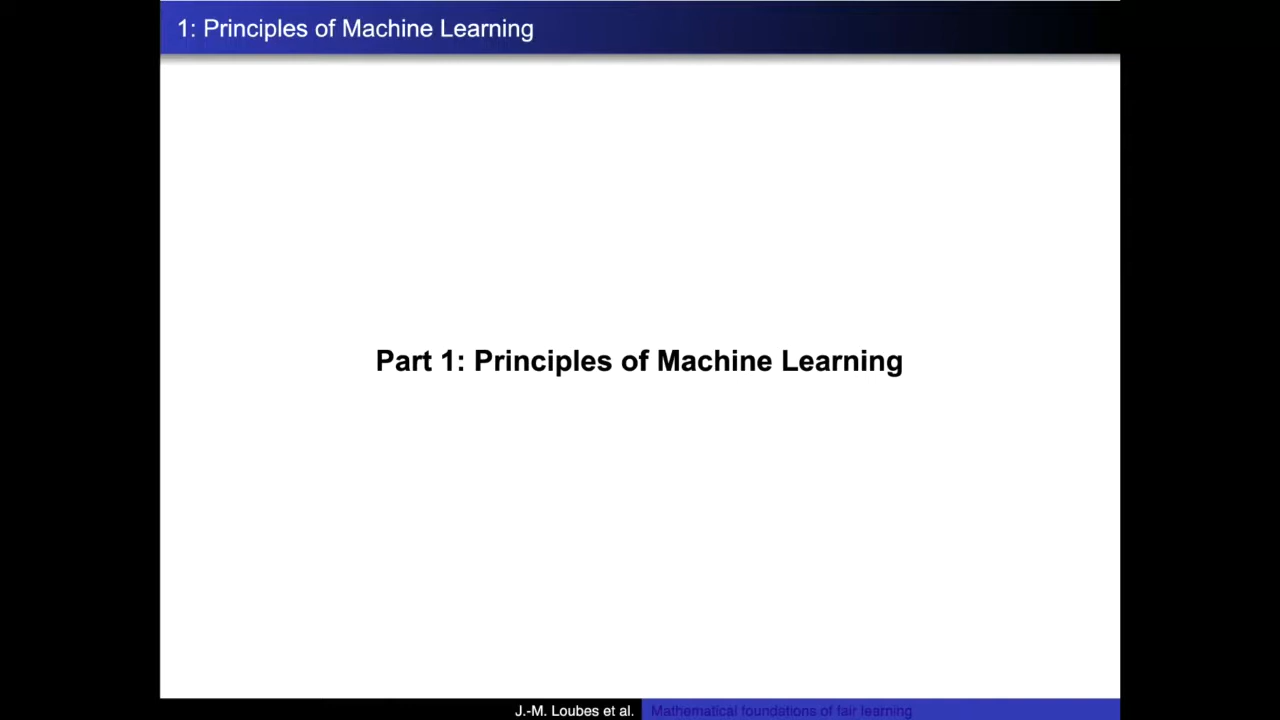 1: Principles of Machine Learning
Part 1: Principles of Machine Learning
J.-M. Loubes et al.
Mathematical foundations of fair learning